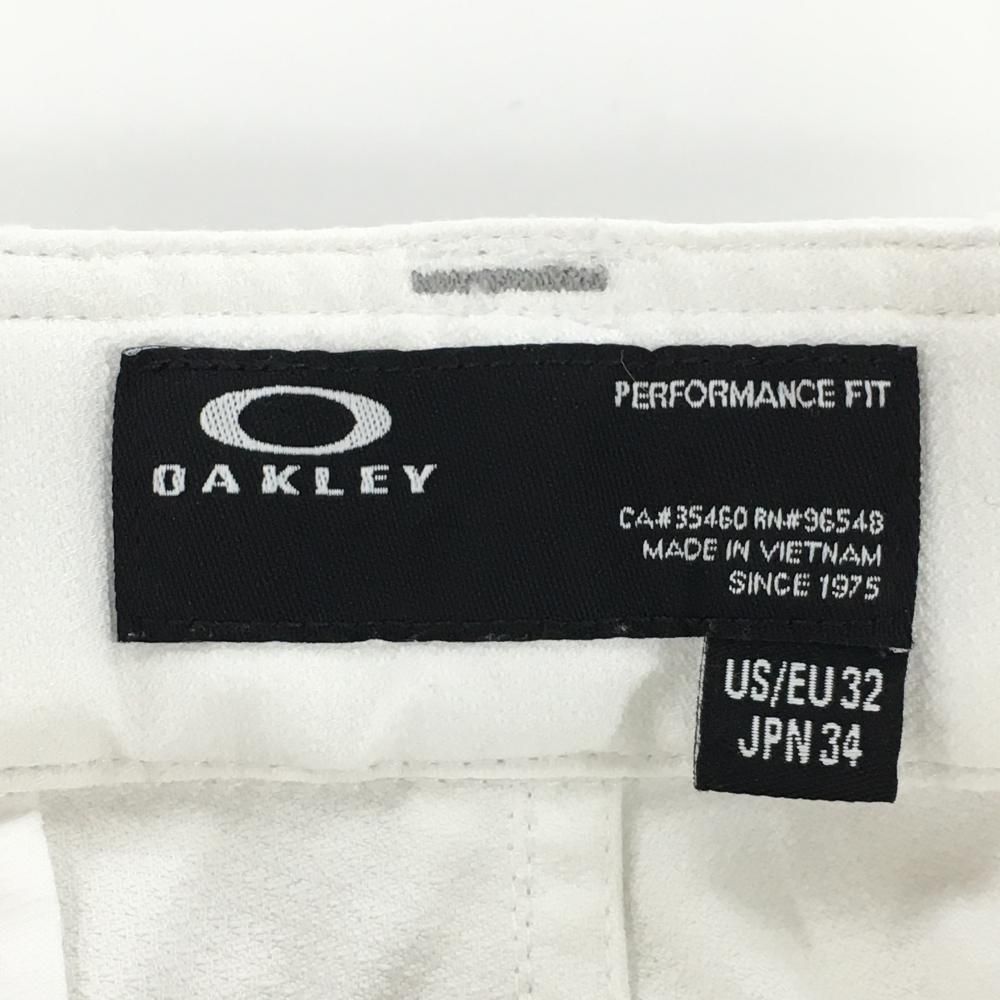 OAKLEY
PERFORMANCE FIT
CA#35460 RN#96548
MADE IN VIETNAM
SINCE 1975
US/EU 32
JPN 34